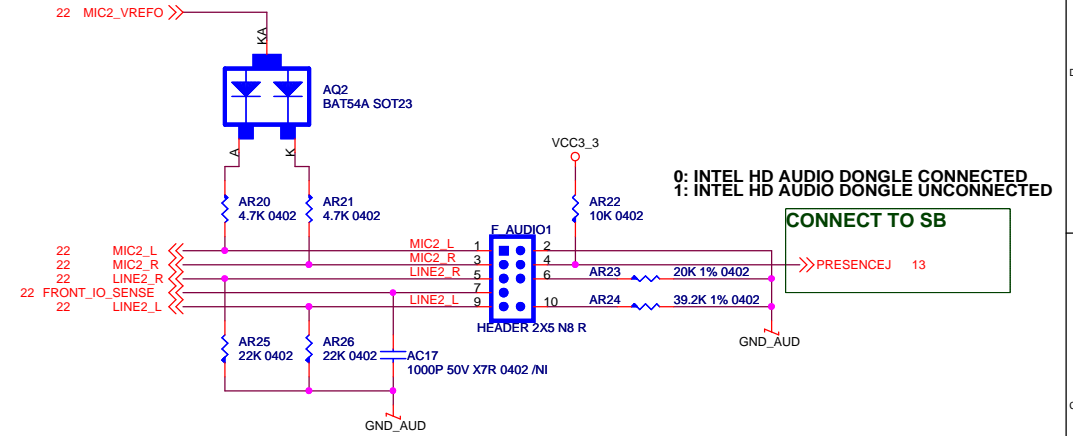 22 MIC2_VREFO
KA
AQ2
BAT54A SOT23
A
K
VCC3_3
0: INTEL HD AUDIO DONGLE CONNECTED
1: INTEL HD AUDIO DONGLE UNCONNECTED
AR20
4.7K 0402
AR21
4.7K 0402
AR22
10K 0402
CONNECT TO SB
F_AUDIO1
22 MIC2_L
MIC2_L 1
2
22 MIC2_R
MIC2_R 3
4
PRESENCEJ 13
22 LINE2_R
LINE2_R 5
6
AR23
20K 1% 0402
22 FRONT_IO_SENSE
7
22 LINE2_L
LINE2_L 9
10
AR24
39.2K 1% 0402
HEADER 2X5 N8 R
GND_AUD
AR25
22K 0402
AR26
22K 0402
AC17
1000P 50V X7R 0402 /NI
GND_AUD